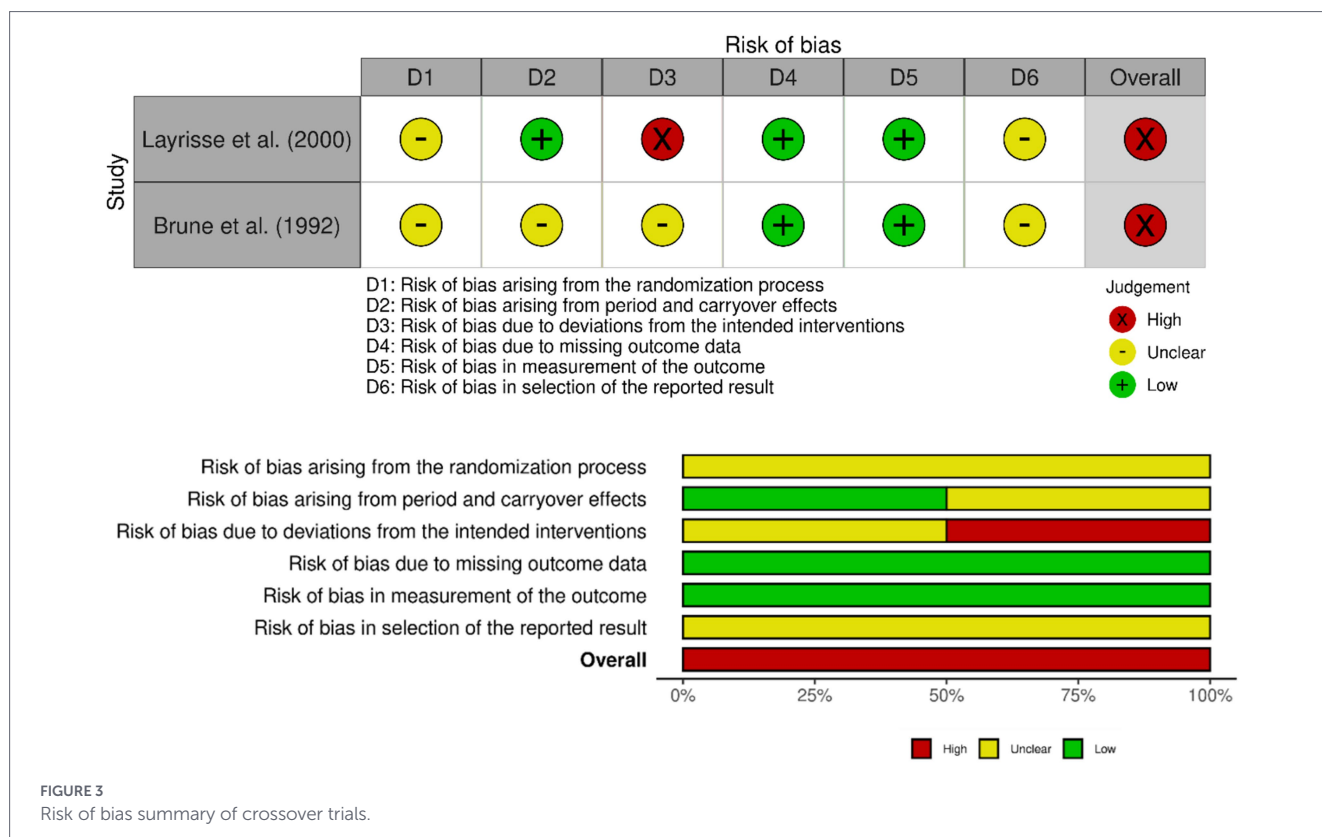 Risk of bias
D1 D2 D3 D4 D5 D6 Overall
Study
Layrisse et al. (2000) - + X + + - X
Brune et al. (1992) - - - + + - X
D1: Risk of bias arising from the randomization process
D2: Risk of bias arising from period and carryover effects
D3: Risk of bias due to deviations from the intended interventions
D4: Risk of bias due to missing outcome data
D5: Risk of bias in measurement of the outcome
D6: Risk of bias in selection of the reported result
Judgement
X High
- Unclear
+ Low
Risk of bias arising from the randomization process
Risk of bias arising from period and carryover effects
Risk of bias due to deviations from the intended interventions
Risk of bias due to missing outcome data
Risk of bias in measurement of the outcome
Risk of bias in selection of the reported result
Overall
0% 25% 50% 75% 100%
High Unclear Low
FIGURE 3
Risk of bias summary of crossover trials.